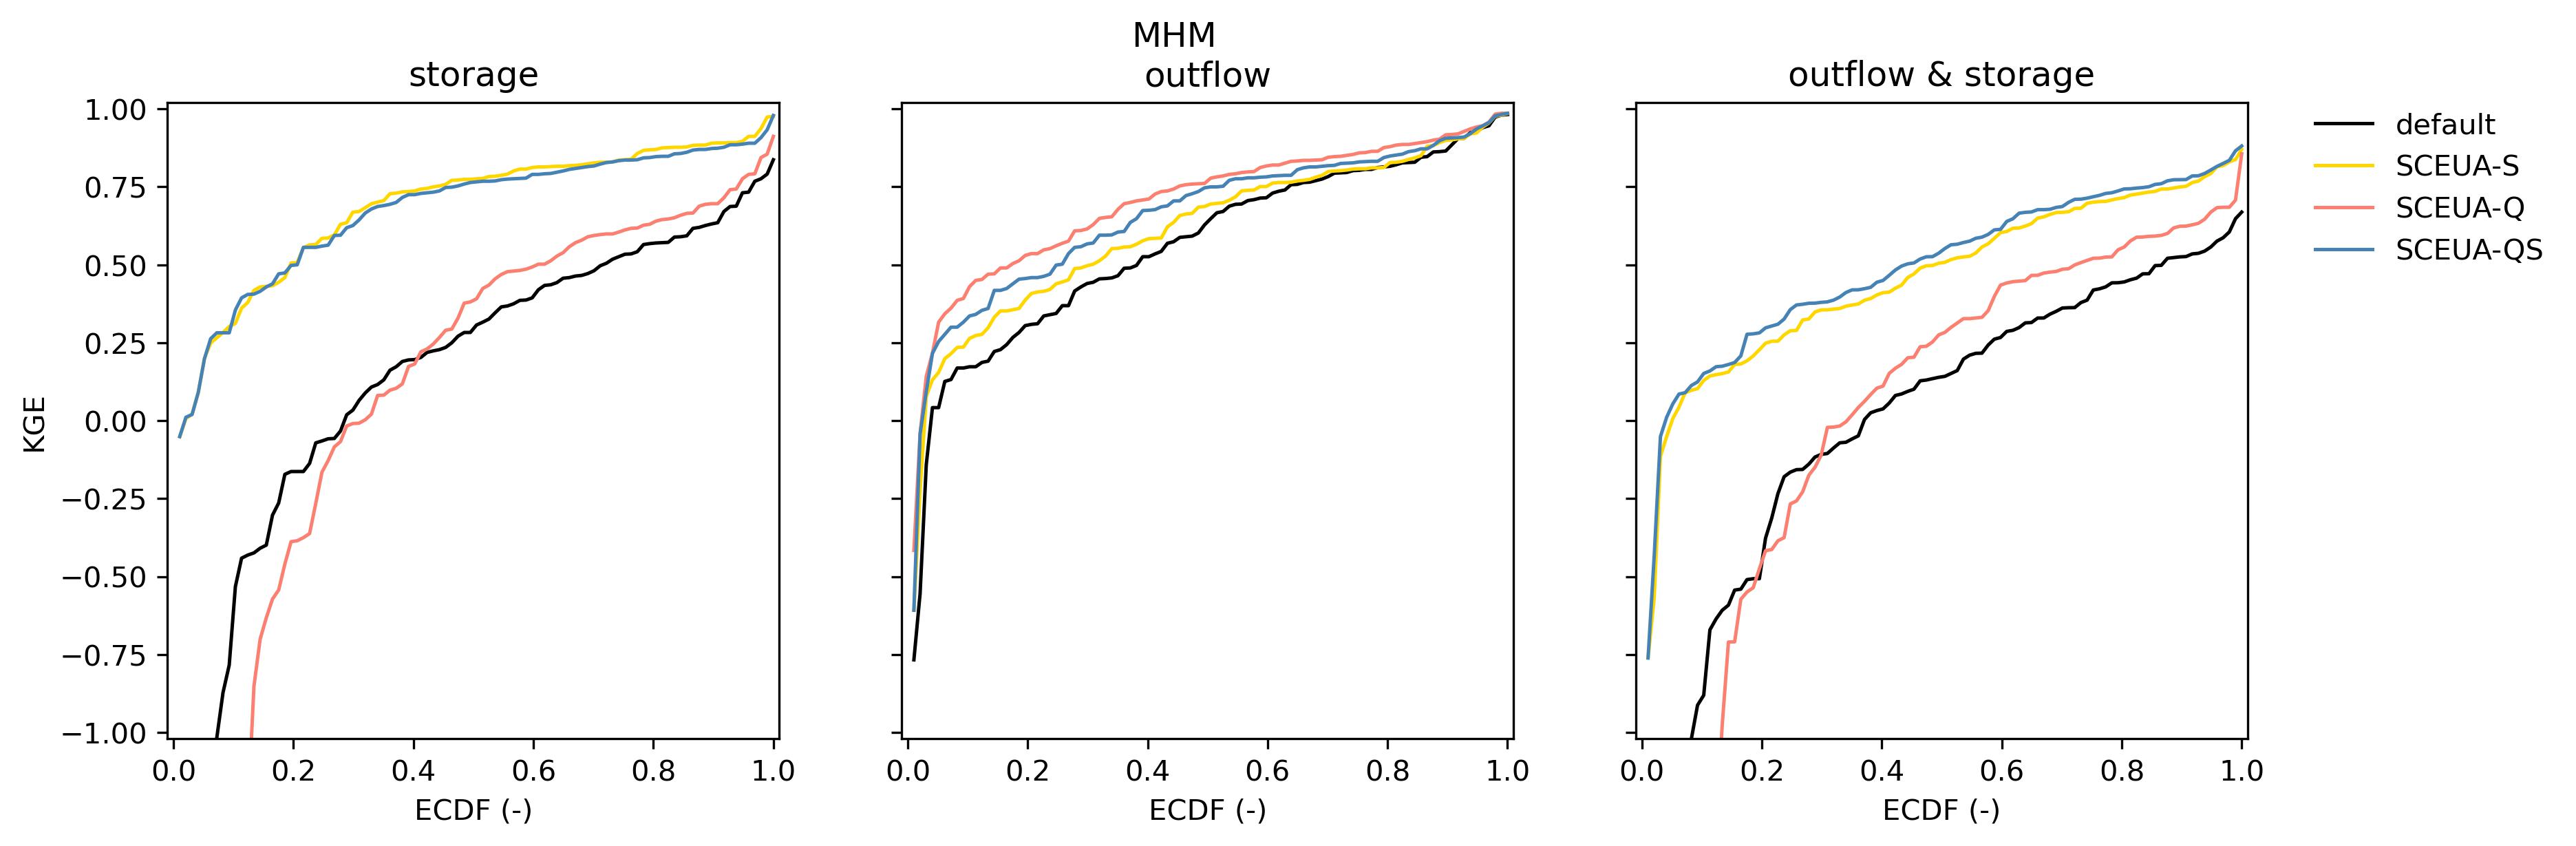 MHM
storage
outflow
outflow & storage
KGE
1.00
0.75
0.50
0.25
0.00
−0.25
−0.50
−0.75
−1.00
0.0 0.2 0.4 0.6 0.8 1.0
ECDF (-)
0.0 0.2 0.4 0.6 0.8 1.0
ECDF (-)
0.0 0.2 0.4 0.6 0.8 1.0
ECDF (-)
default
SCEUA-S
SCEUA-Q
SCEUA-QS